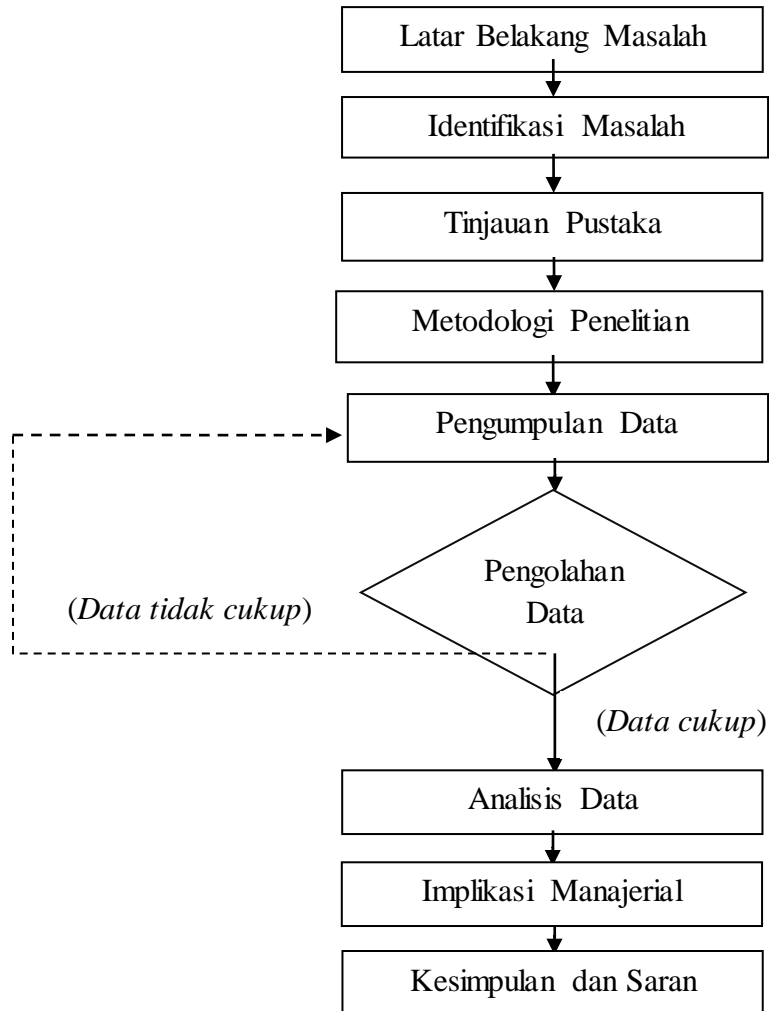 Latar Belakang Masalah
Identifikasi Masalah
Tinjauan Pustaka
Metodologi Penelitian
Pengumpulan Data
Pengolahan
Data
(Data tidak cukup)
(Data cukup)
Analisis Data
Implikasi Manajerial
Kesimpulan dan Saran